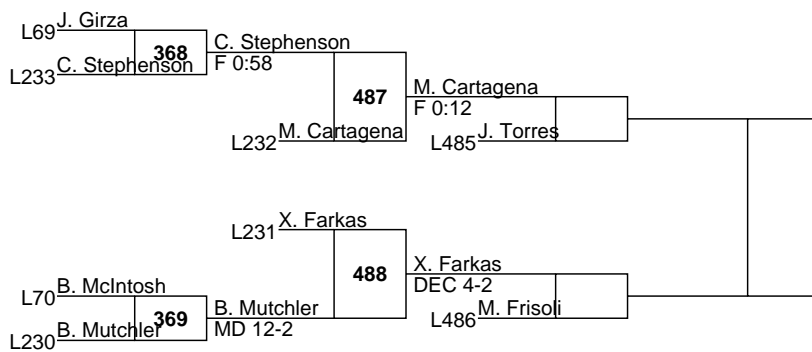 J. Girza
L69
368
C. Stephenson
C. Stephenson
L233
F 0:58
M. Cartagena
487
F 0:12
M. Cartagena
L232
J. Torres
L485
X. Farkas
L231
X. Farkas
488
DEC 4-2
B. McIntosh
L70
B. Mutchler
369
MD 12-2
M. Frisoli
L486
B. Mutchler
L230